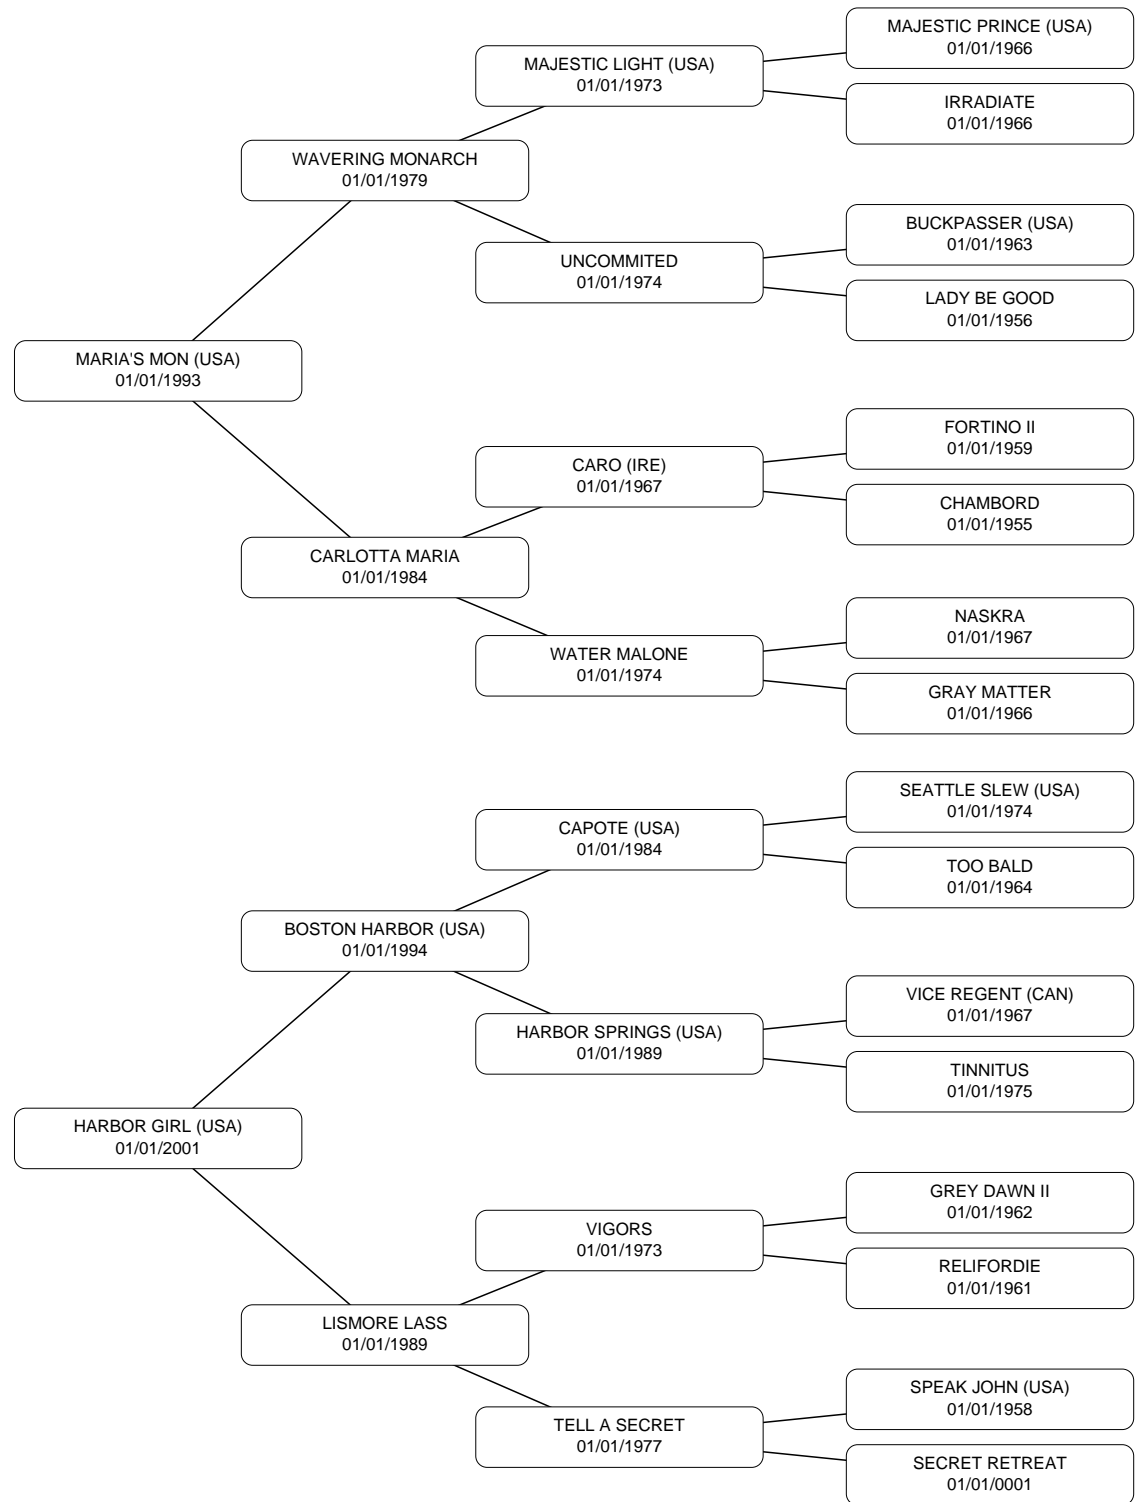 MAJESTIC PRINCE (USA)
01/01/1966
MAJESTIC LIGHT (USA)
01/01/1973
IRRADIATE
01/01/1966
WAVERING MONARCH
01/01/1979
BUCKPASSER (USA)
01/01/1963
UNCOMMITED
01/01/1974
LADY BE GOOD
01/01/1956
MARIA'S MON (USA)
01/01/1993
FORTINO II
01/01/1959
CARO (IRE)
01/01/1967
CHAMBORD
01/01/1955
CARLOTTA MARIA
01/01/1984
NASKRA
01/01/1967
WATER MALONE
01/01/1974
GRAY MATTER
01/01/1966
SEATTLE SLEW (USA)
01/01/1974
CAPOTE (USA)
01/01/1984
TOO BALD
01/01/1964
BOSTON HARBOR (USA)
01/01/1994
VICE REGENT (CAN)
01/01/1967
HARBOR SPRINGS (USA)
01/01/1989
TINNITUS
01/01/1975
HARBOR GIRL (USA)
01/01/2001
GREY DAWN II
01/01/1962
VIGORS
01/01/1973
RELIFORDIE
01/01/1961
LISMORE LASS
01/01/1989
SPEAK JOHN (USA)
01/01/1958
TELL A SECRET
01/01/1977
SECRET RETREAT
01/01/0001